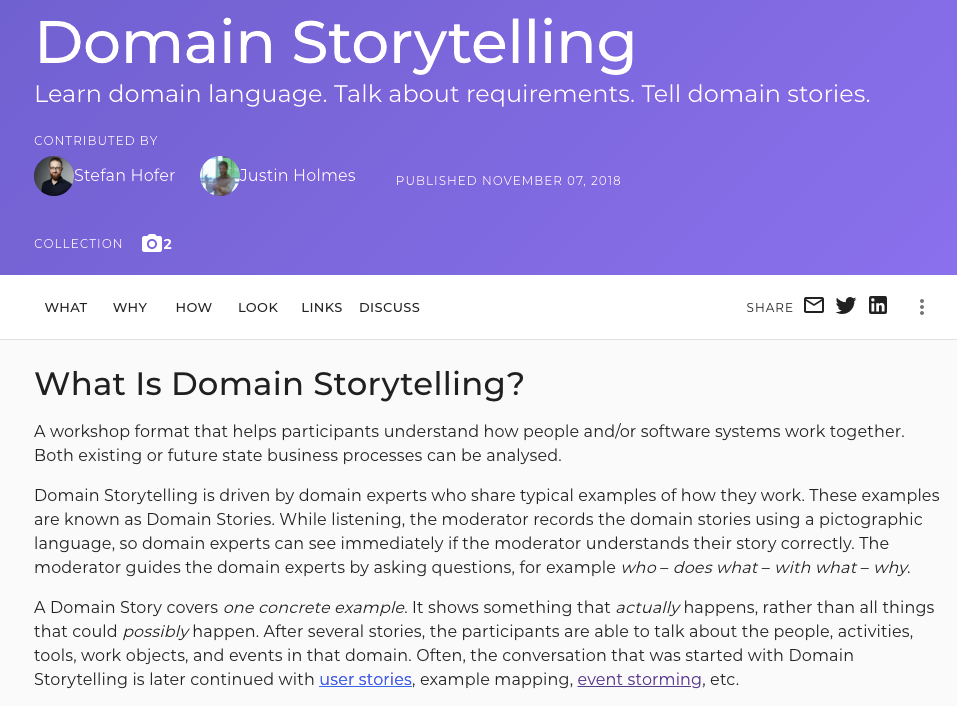 Domain Storytelling
Learn domain language. Talk about requirements. Tell domain stories.
CONTRIBUTED BY
Stefan Hofer
Justin Holmes
PUBLISHED NOVEMBER 07, 2018
COLLECTION 2
WHAT WHY HOW LOOK LINKS DISCUSS SHARE
What Is Domain Storytelling?
A workshop format that helps participants understand how people and/or software systems work together.
Both existing or future state business processes can be analysed.
Domain Storytelling is driven by domain experts who share typical examples of how they work. These examples
are known as Domain Stories. While listening, the moderator records the domain stories using a pictographic
language, so domain experts can see immediately if the moderator understands their story correctly. The
moderator guides the domain experts by asking questions, for example who – does what – with what – why.
A Domain Story covers one concrete example. It shows something that actually happens, rather than all things
that could possibly happen. After several stories, the participants are able to talk about the people, activities,
tools, work objects, and events in that domain. Often, the conversation that was started with Domain
Storytelling is later continued with user stories, example mapping, event storming, etc.